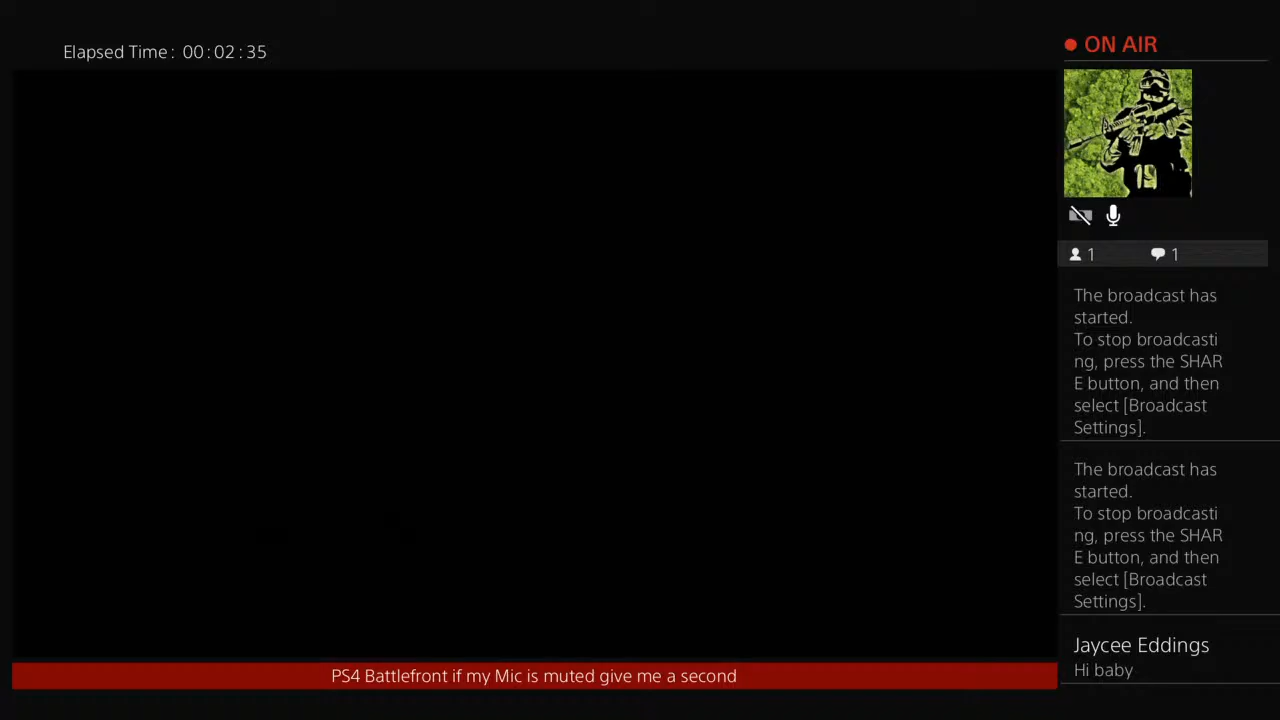 Elapsed Time: 00:02:35
ON AIR
19
1 1
The broadcast has
started.
To stop broadcasti
ng, press the SHAR
E button, and then
select [Broadcast
Settings].
The broadcast has
started.
To stop broadcasti
ng, press the SHAR
E button, and then
select [Broadcast
Settings].
Jaycee Eddings
Hi baby
PS4 Battlefront if my Mic is muted give me a second